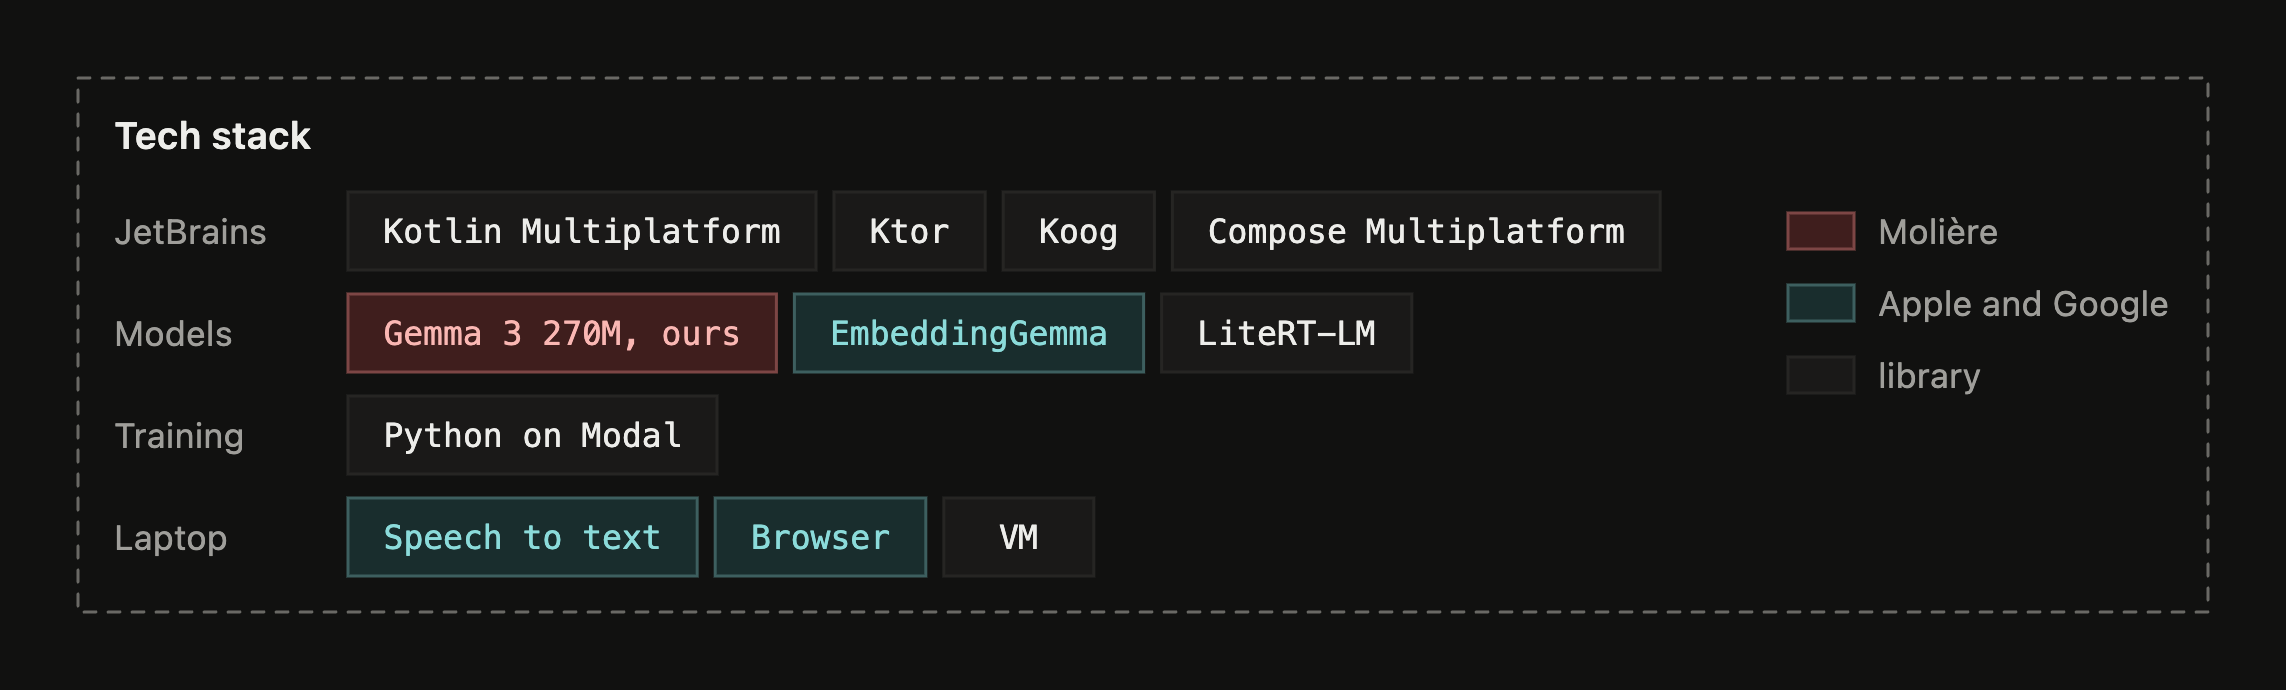 Tech stack
JetBrains Kotlin Multiplatform Ktor Koog Compose Multiplatform Molière
Models Gemma 3 270M, ours EmbeddingGemma LiteRT–LM Apple and Google
library
Training Python on Modal
Laptop Speech to text Browser VM